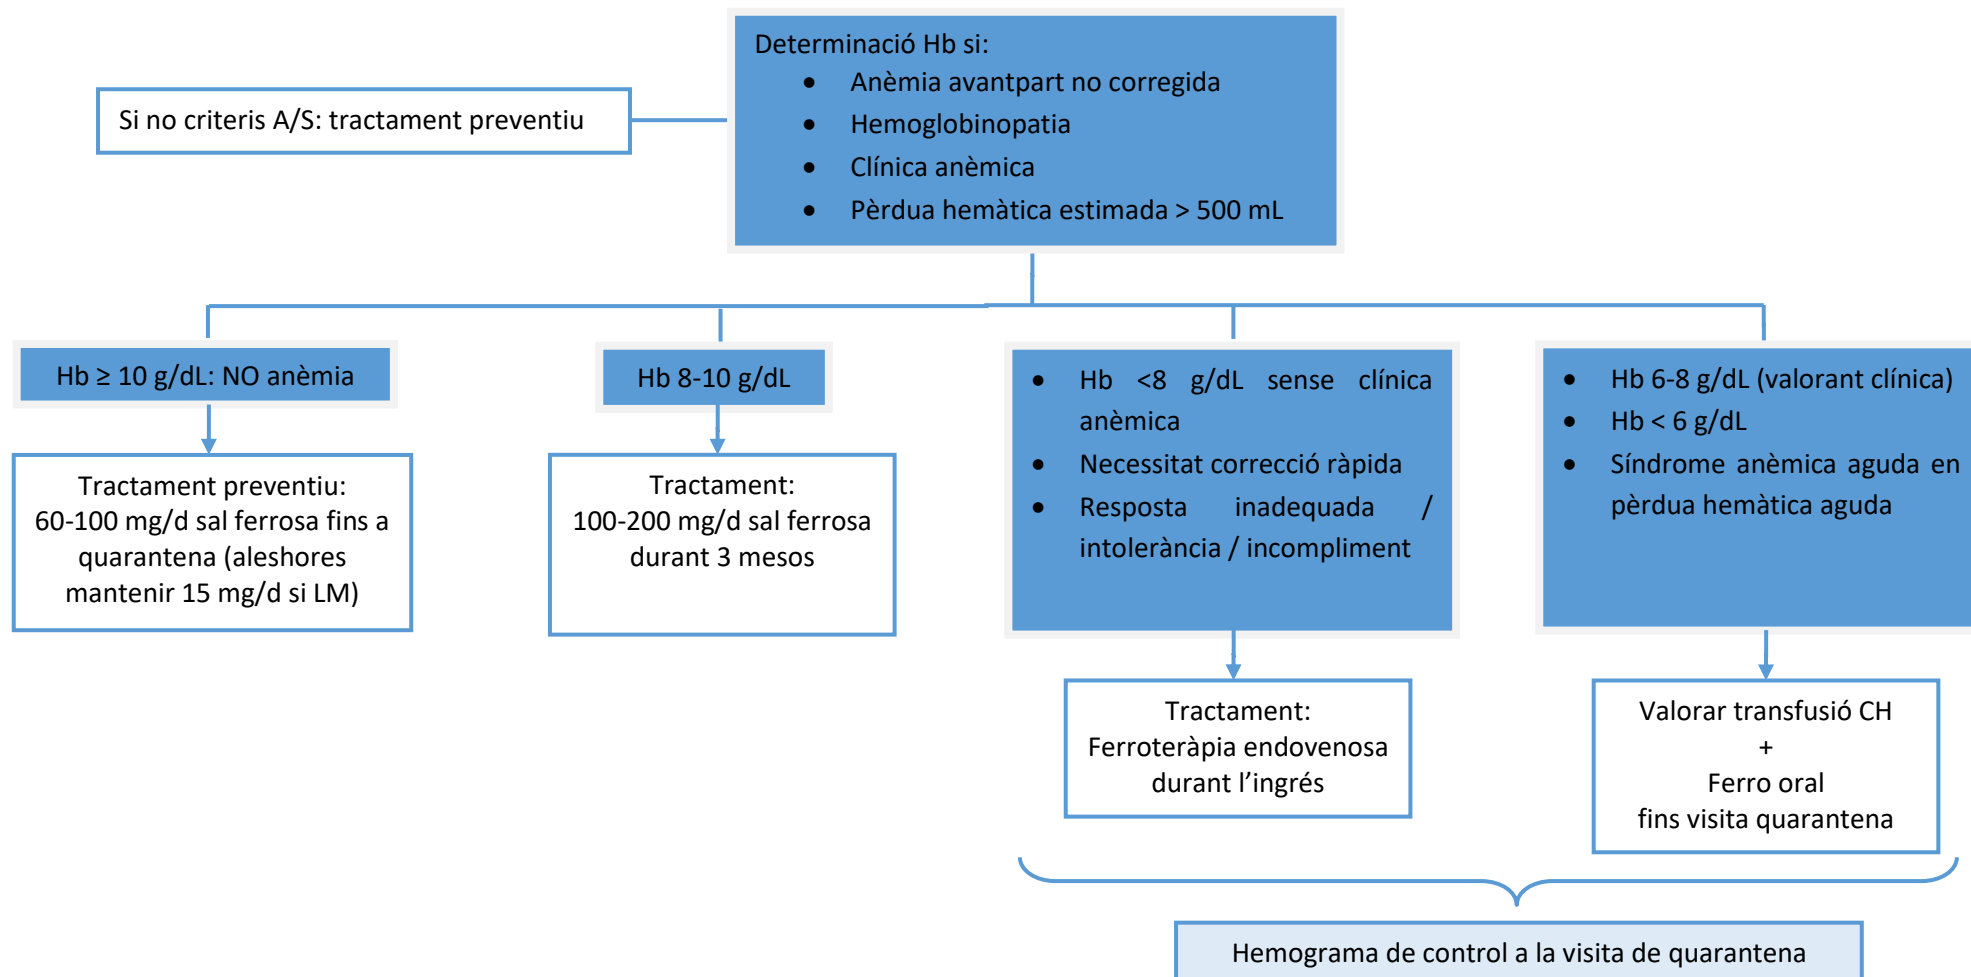 Determinació Hb si:
• Anèmia avantpart no corregida
• Hemoglobinopatia
• Clínica anèmica
• Pèrdua hemàtica estimada > 500 mL
Si no criteris A/S: tractament preventiu
Hb ≥ 10 g/dL: NO anèmia
Tractament preventiu:
60-100 mg/d sal ferrosa fins a
quarantena (aleshores
mantenir 15 mg/d si LM)
Hb 8-10 g/dL
Tractament:
100-200 mg/d sal ferrosa
durant 3 mesos
• Hb <8 g/dL sense clínica
anèmica
• Necessitat correcció ràpida
• Resposta inadequada /
intolerància / incompliment
Tractament:
Ferroteràpia endovenosa
durant l’ingrés
• Hb 6-8 g/dL (valorant clínica)
• Hb < 6 g/dL
• Síndrome anèmica aguda en
pèrdua hemàtica aguda
Valorar transfusió CH
+
Ferro oral
fins visita quarantena
Hemograma de control a la visita de quarantena